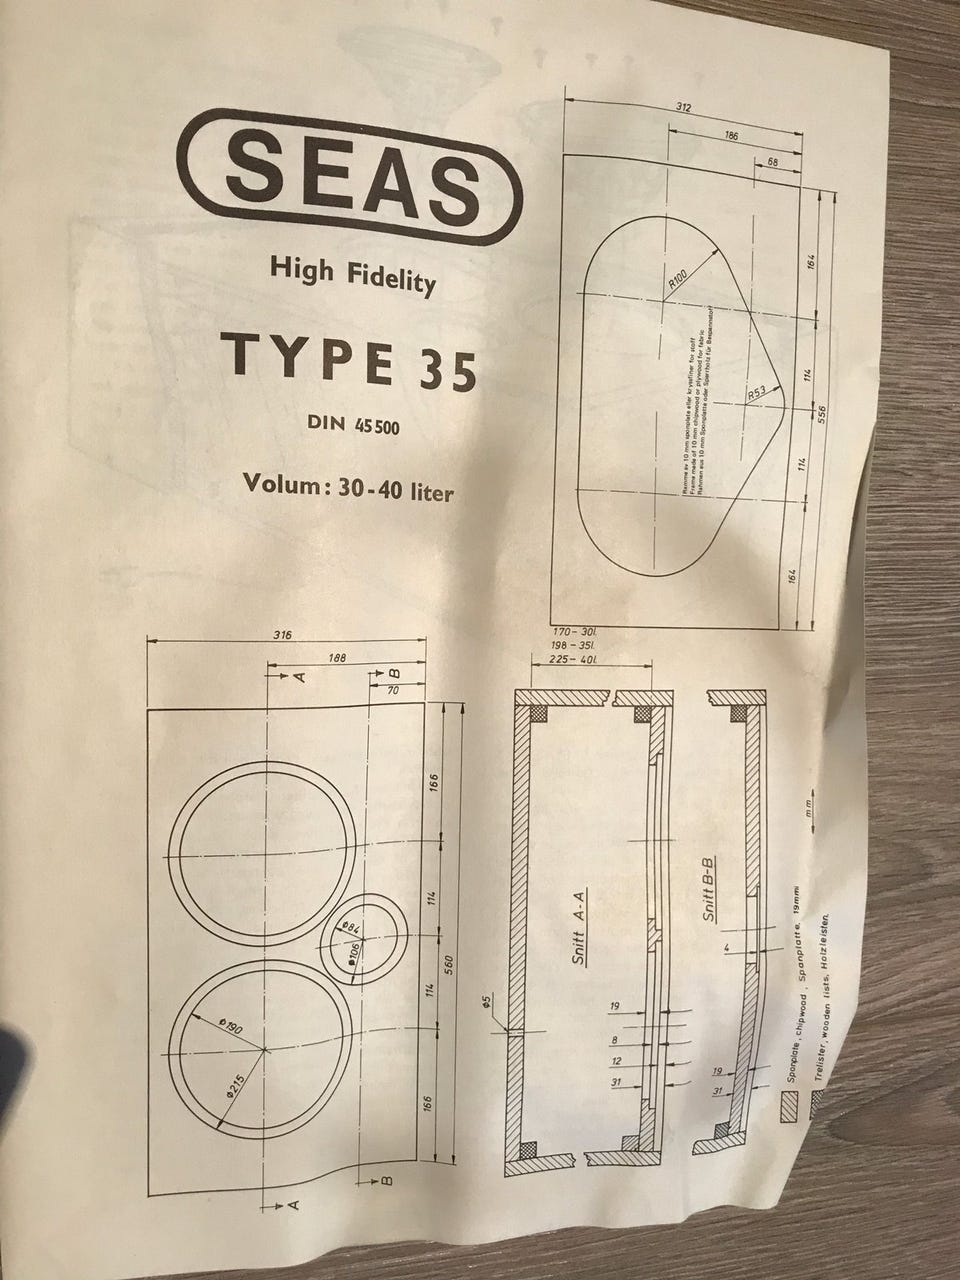 SEAS
High Fidelity
TYPE 35
DIN 45500
Volum: 30-40 liter
312
186
68
R100
R53
164
114
556
114
164
Ramme av 10 mm sponplate eller kryssfiner for stoff
Frame made of 10 mm chipwood or plywood for fabric
Rahmen aus 10 mm Spanplatte oder Sperrholz für Bespannstoff
316
188
A
B
70
166
114
560
114
166
ø84
ø106
ø190
ø215
A
B
170-30l.
198-35l.
225-40l.
ø5
Snitt A-A
19
8
12
31
Snitt B-B
4
19
31
mm
Sponplate, chipwood, Spanplatte. 19mm
Trelister, wooden lists, Holzleisten.